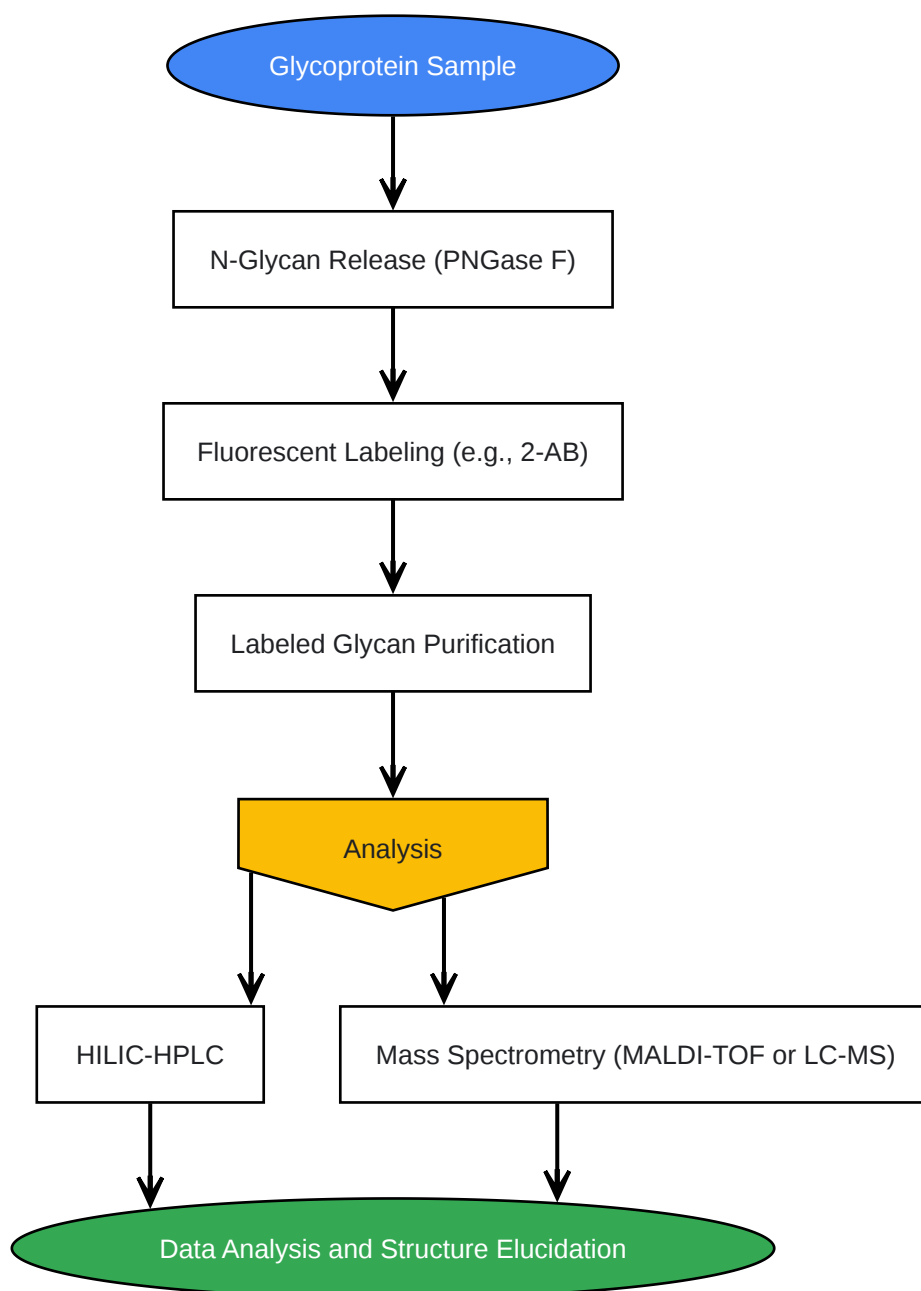 Glycoprotein Sample
N-Glycan Release (PNGase F)
Fluorescent Labeling (e.g., 2-AB)
Labeled Glycan Purification
Analysis
HILIC-HPLC
Mass Spectrometry (MALDI-TOF or LC-MS)
Data Analysis and Structure Elucidation